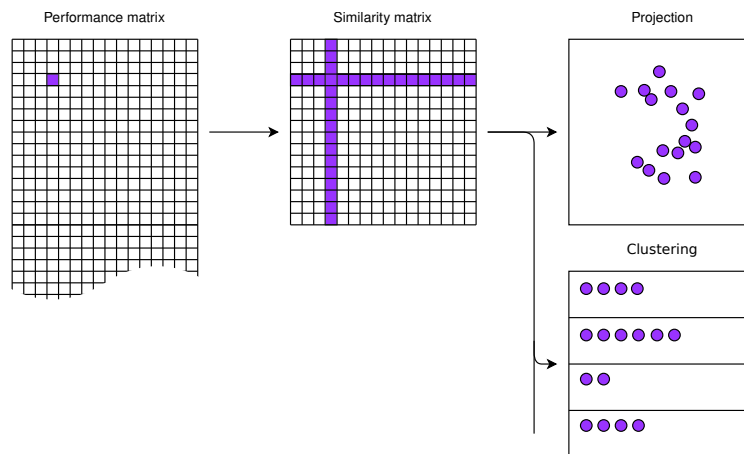 Performance matrix
Similarity matrix
Projection
Clustering